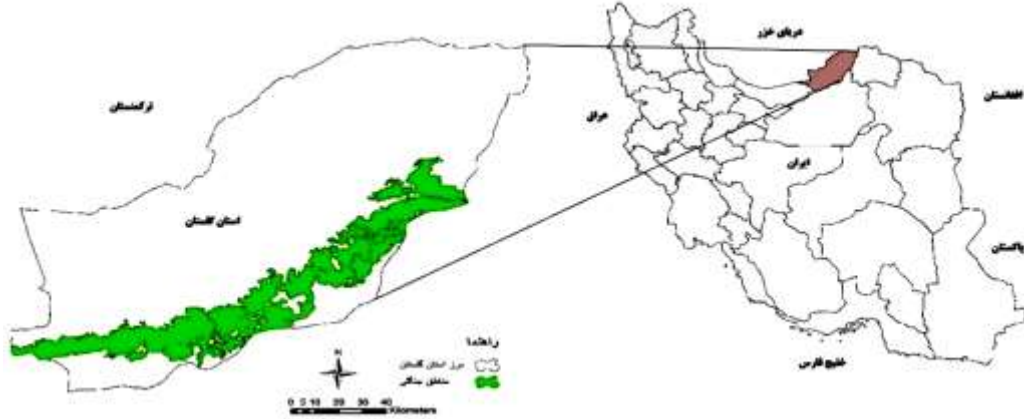 دریای خزر
ترکمنستان
افغانستان
عراق
ایران
استان گلستان
پاکستان
خلیج فارس
راهنما
مرز استان گلستان
مناطق جنگلی
N
0 5 10 20 30 40
Kilometers